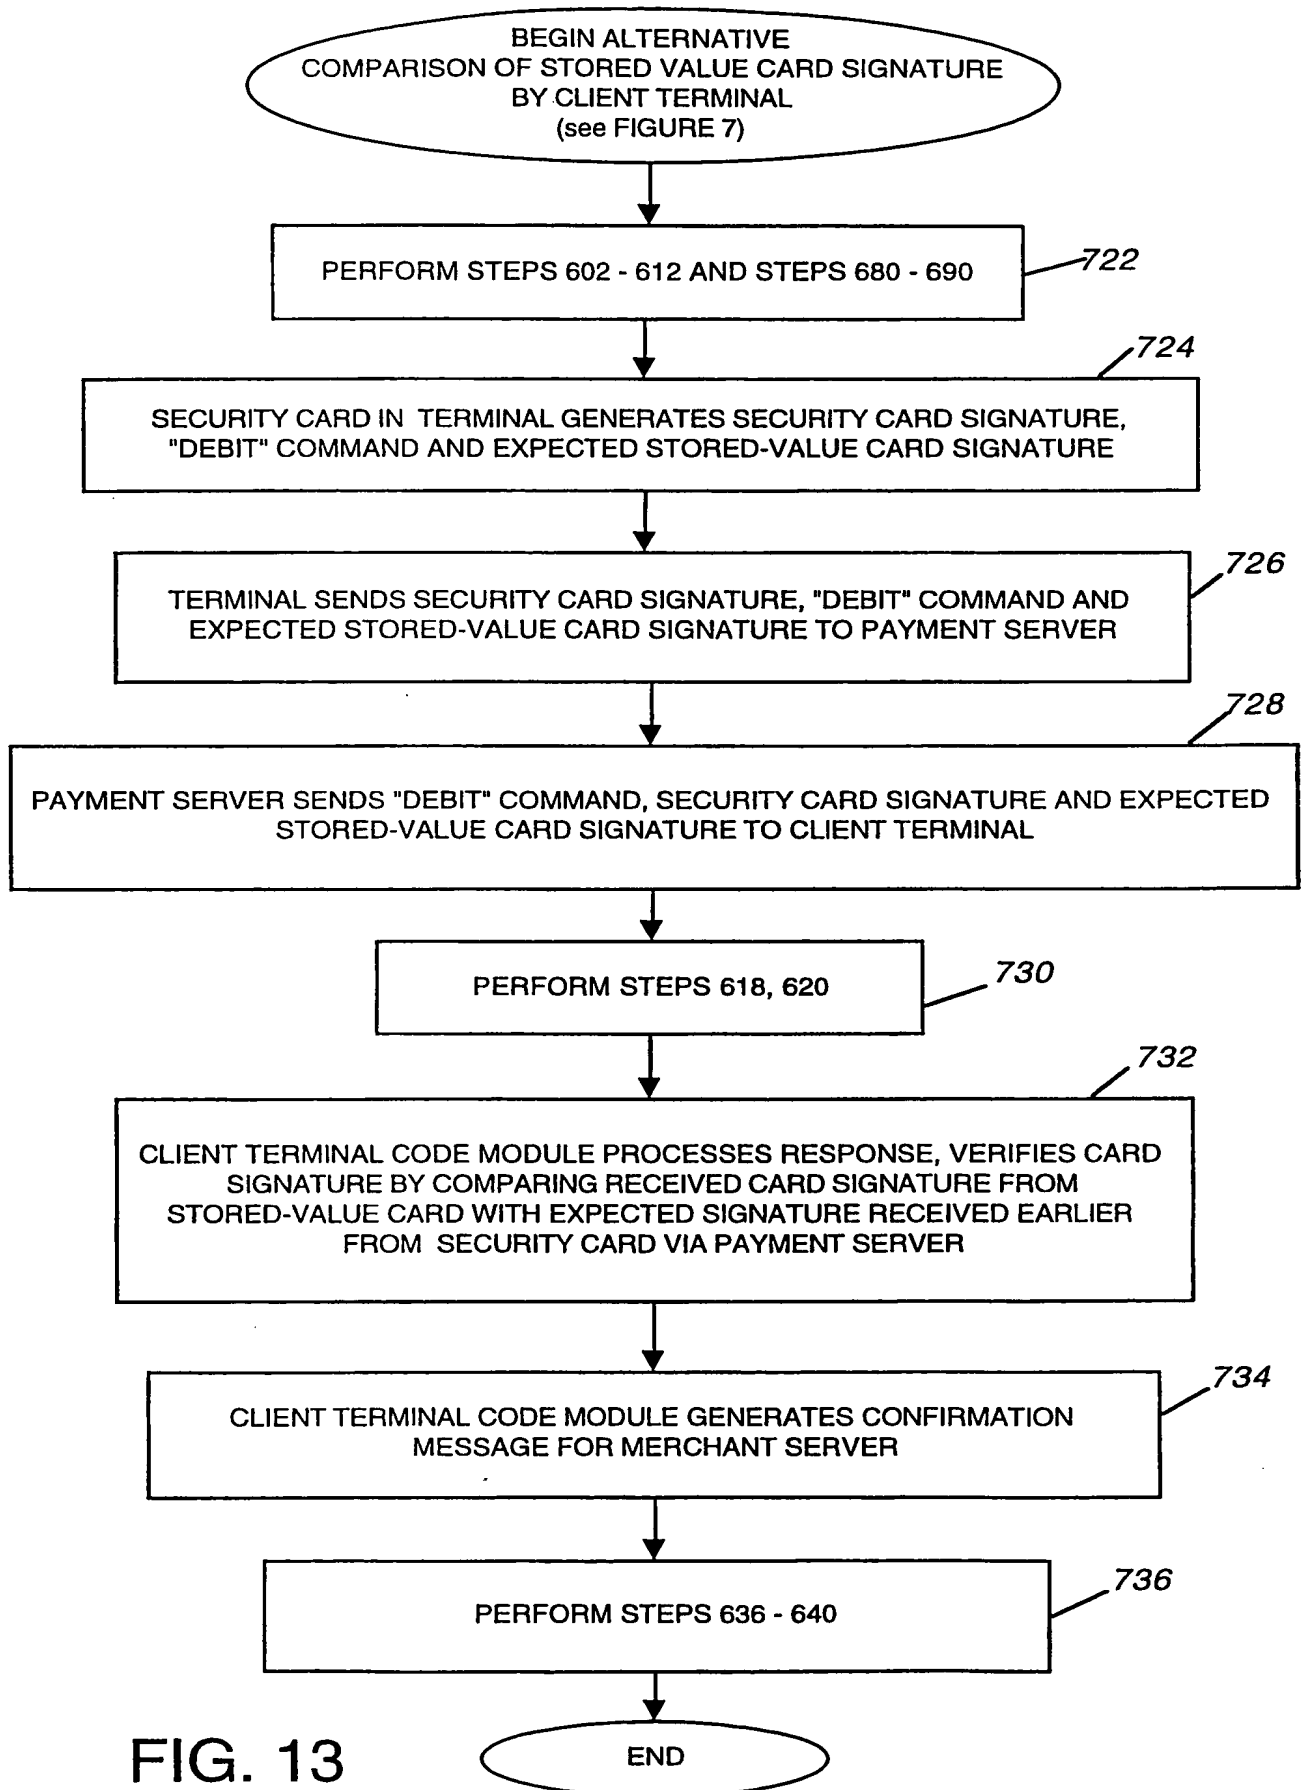 BEGIN ALTERNATIVE
COMPARISON OF STORED VALUE CARD SIGNATURE
BY CLIENT TERMINAL
(see FIGURE 7)
PERFORM STEPS 602 - 612 AND STEPS 680 - 690
722
724
SECURITY CARD IN TERMINAL GENERATES SECURITY CARD SIGNATURE,
"DEBIT" COMMAND AND EXPECTED STORED-VALUE CARD SIGNATURE
726
TERMINAL SENDS SECURITY CARD SIGNATURE, "DEBIT" COMMAND AND
EXPECTED STORED-VALUE CARD SIGNATURE TO PAYMENT SERVER
728
PAYMENT SERVER SENDS "DEBIT" COMMAND, SECURITY CARD SIGNATURE AND EXPECTED
STORED-VALUE CARD SIGNATURE TO CLIENT TERMINAL
PERFORM STEPS 618, 620
730
732
CLIENT TERMINAL CODE MODULE PROCESSES RESPONSE, VERIFIES CARD
SIGNATURE BY COMPARING RECEIVED CARD SIGNATURE FROM
STORED-VALUE CARD WITH EXPECTED SIGNATURE RECEIVED EARLIER
FROM SECURITY CARD VIA PAYMENT SERVER
734
CLIENT TERMINAL CODE MODULE GENERATES CONFIRMATION
MESSAGE FOR MERCHANT SERVER
736
PERFORM STEPS 636 - 640
END
FIG. 13